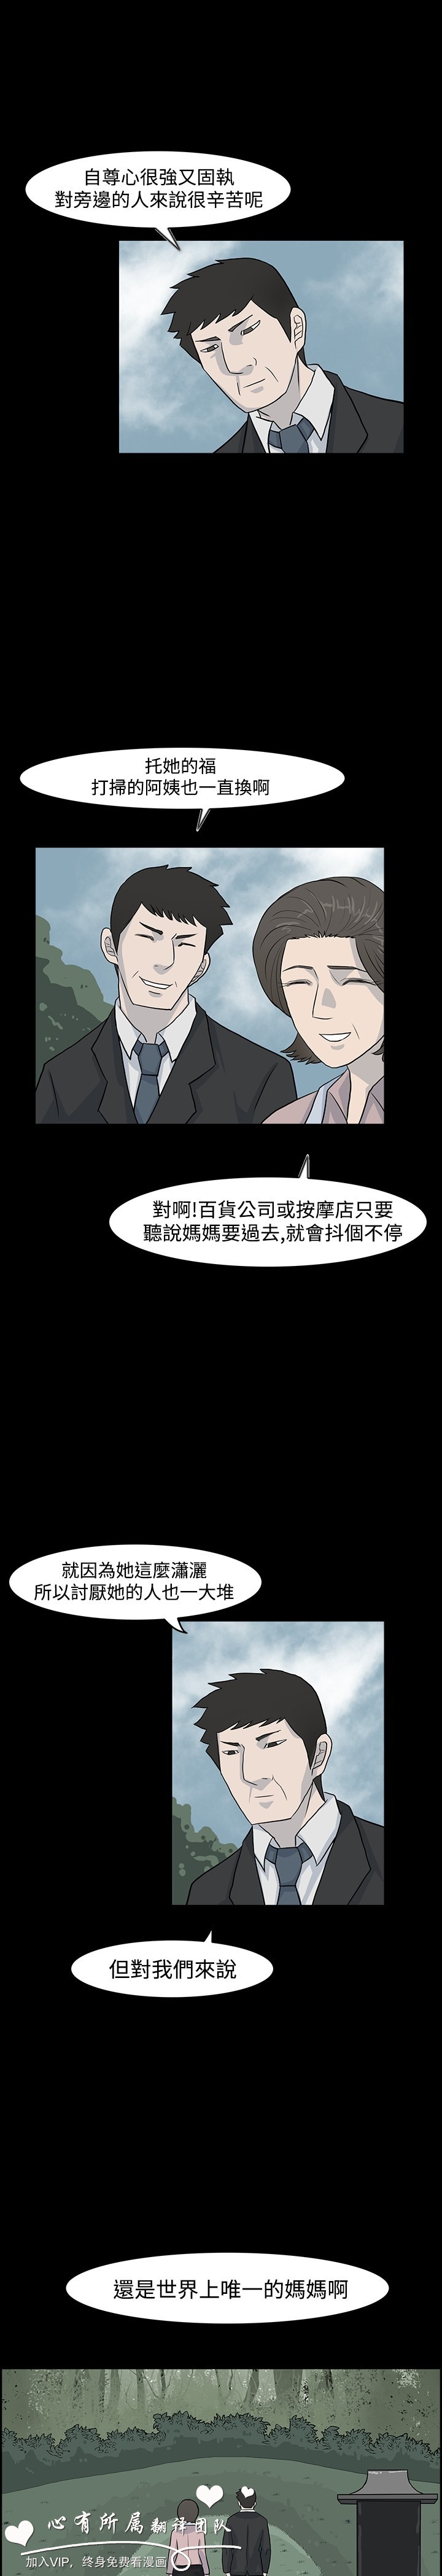 自尊心很強又固執
對旁邊的人來說很辛苦呢
托她的福
打掃的阿姨也一直換啊
對啊!百貨公司或按摩店只要
聽說媽媽要過去,就會抖個不停
就因為她這麼瀟灑
所以討厭她的人也一大堆
但對我們來說
還是世界上唯一的媽媽啊
心有所属翻译团队
加入VIP，终身免费看漫画